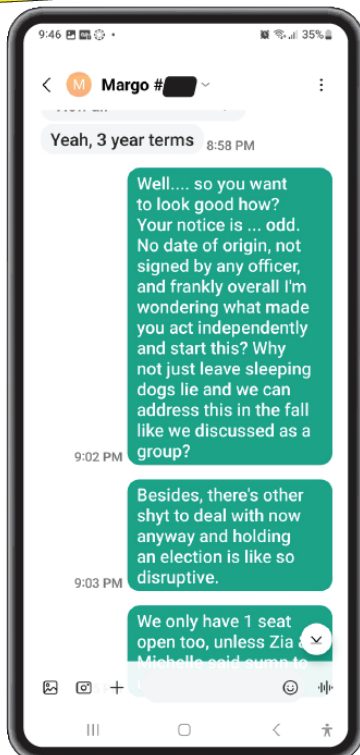 9:46
35%
M Margo #
Yeah, 3 year terms 8:58 PM
Well.... so you want
to look good how?
Your notice is ... odd.
No date of origin, not
signed by any officer,
and frankly overall I'm
wondering what made
you act independently
and start this? Why
not just leave sleeping
dogs lie and we can
address this in the fall
like we discussed as a
9:02 PM group?
Besides, there's other
shyt to deal with now
anyway and holding
an election is like so
9:03 PM disruptive.
We only have 1 seat
open too, unless Zia
Michelle said sumn to